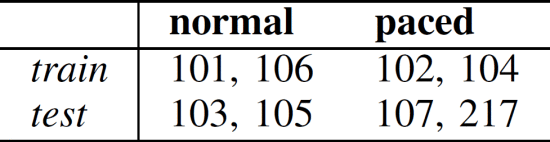 normal paced
train 101, 106 102, 104
test 103, 105 107, 217